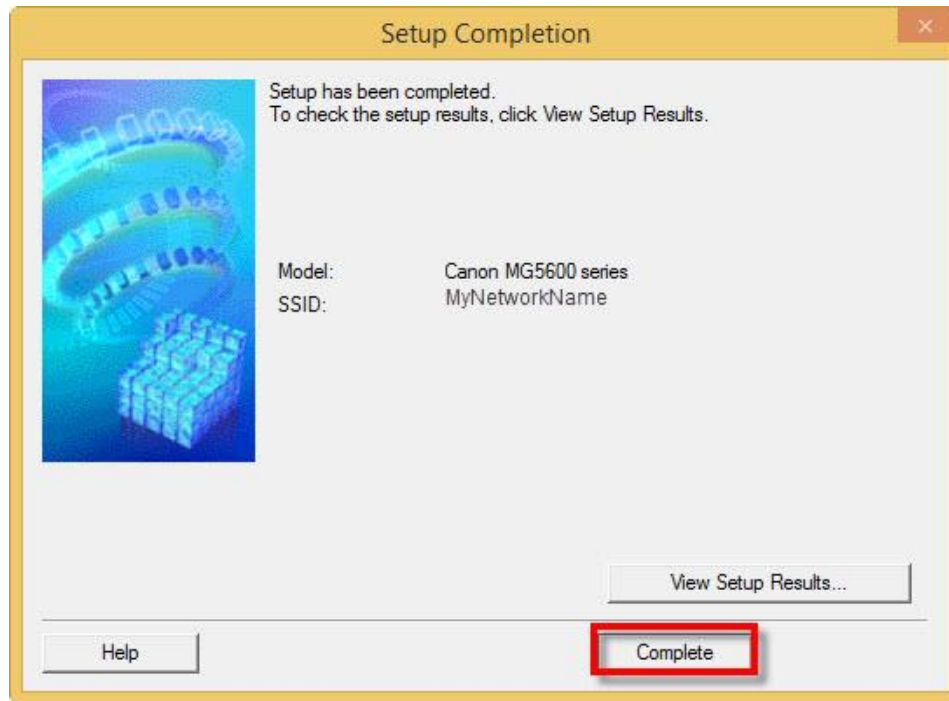 Setup Completion
Setup has been completed.
To check the setup results, click View Setup Results.
Model: Canon MG5600 series
SSID: MyNetworkName
View Setup Results...
Help Complete